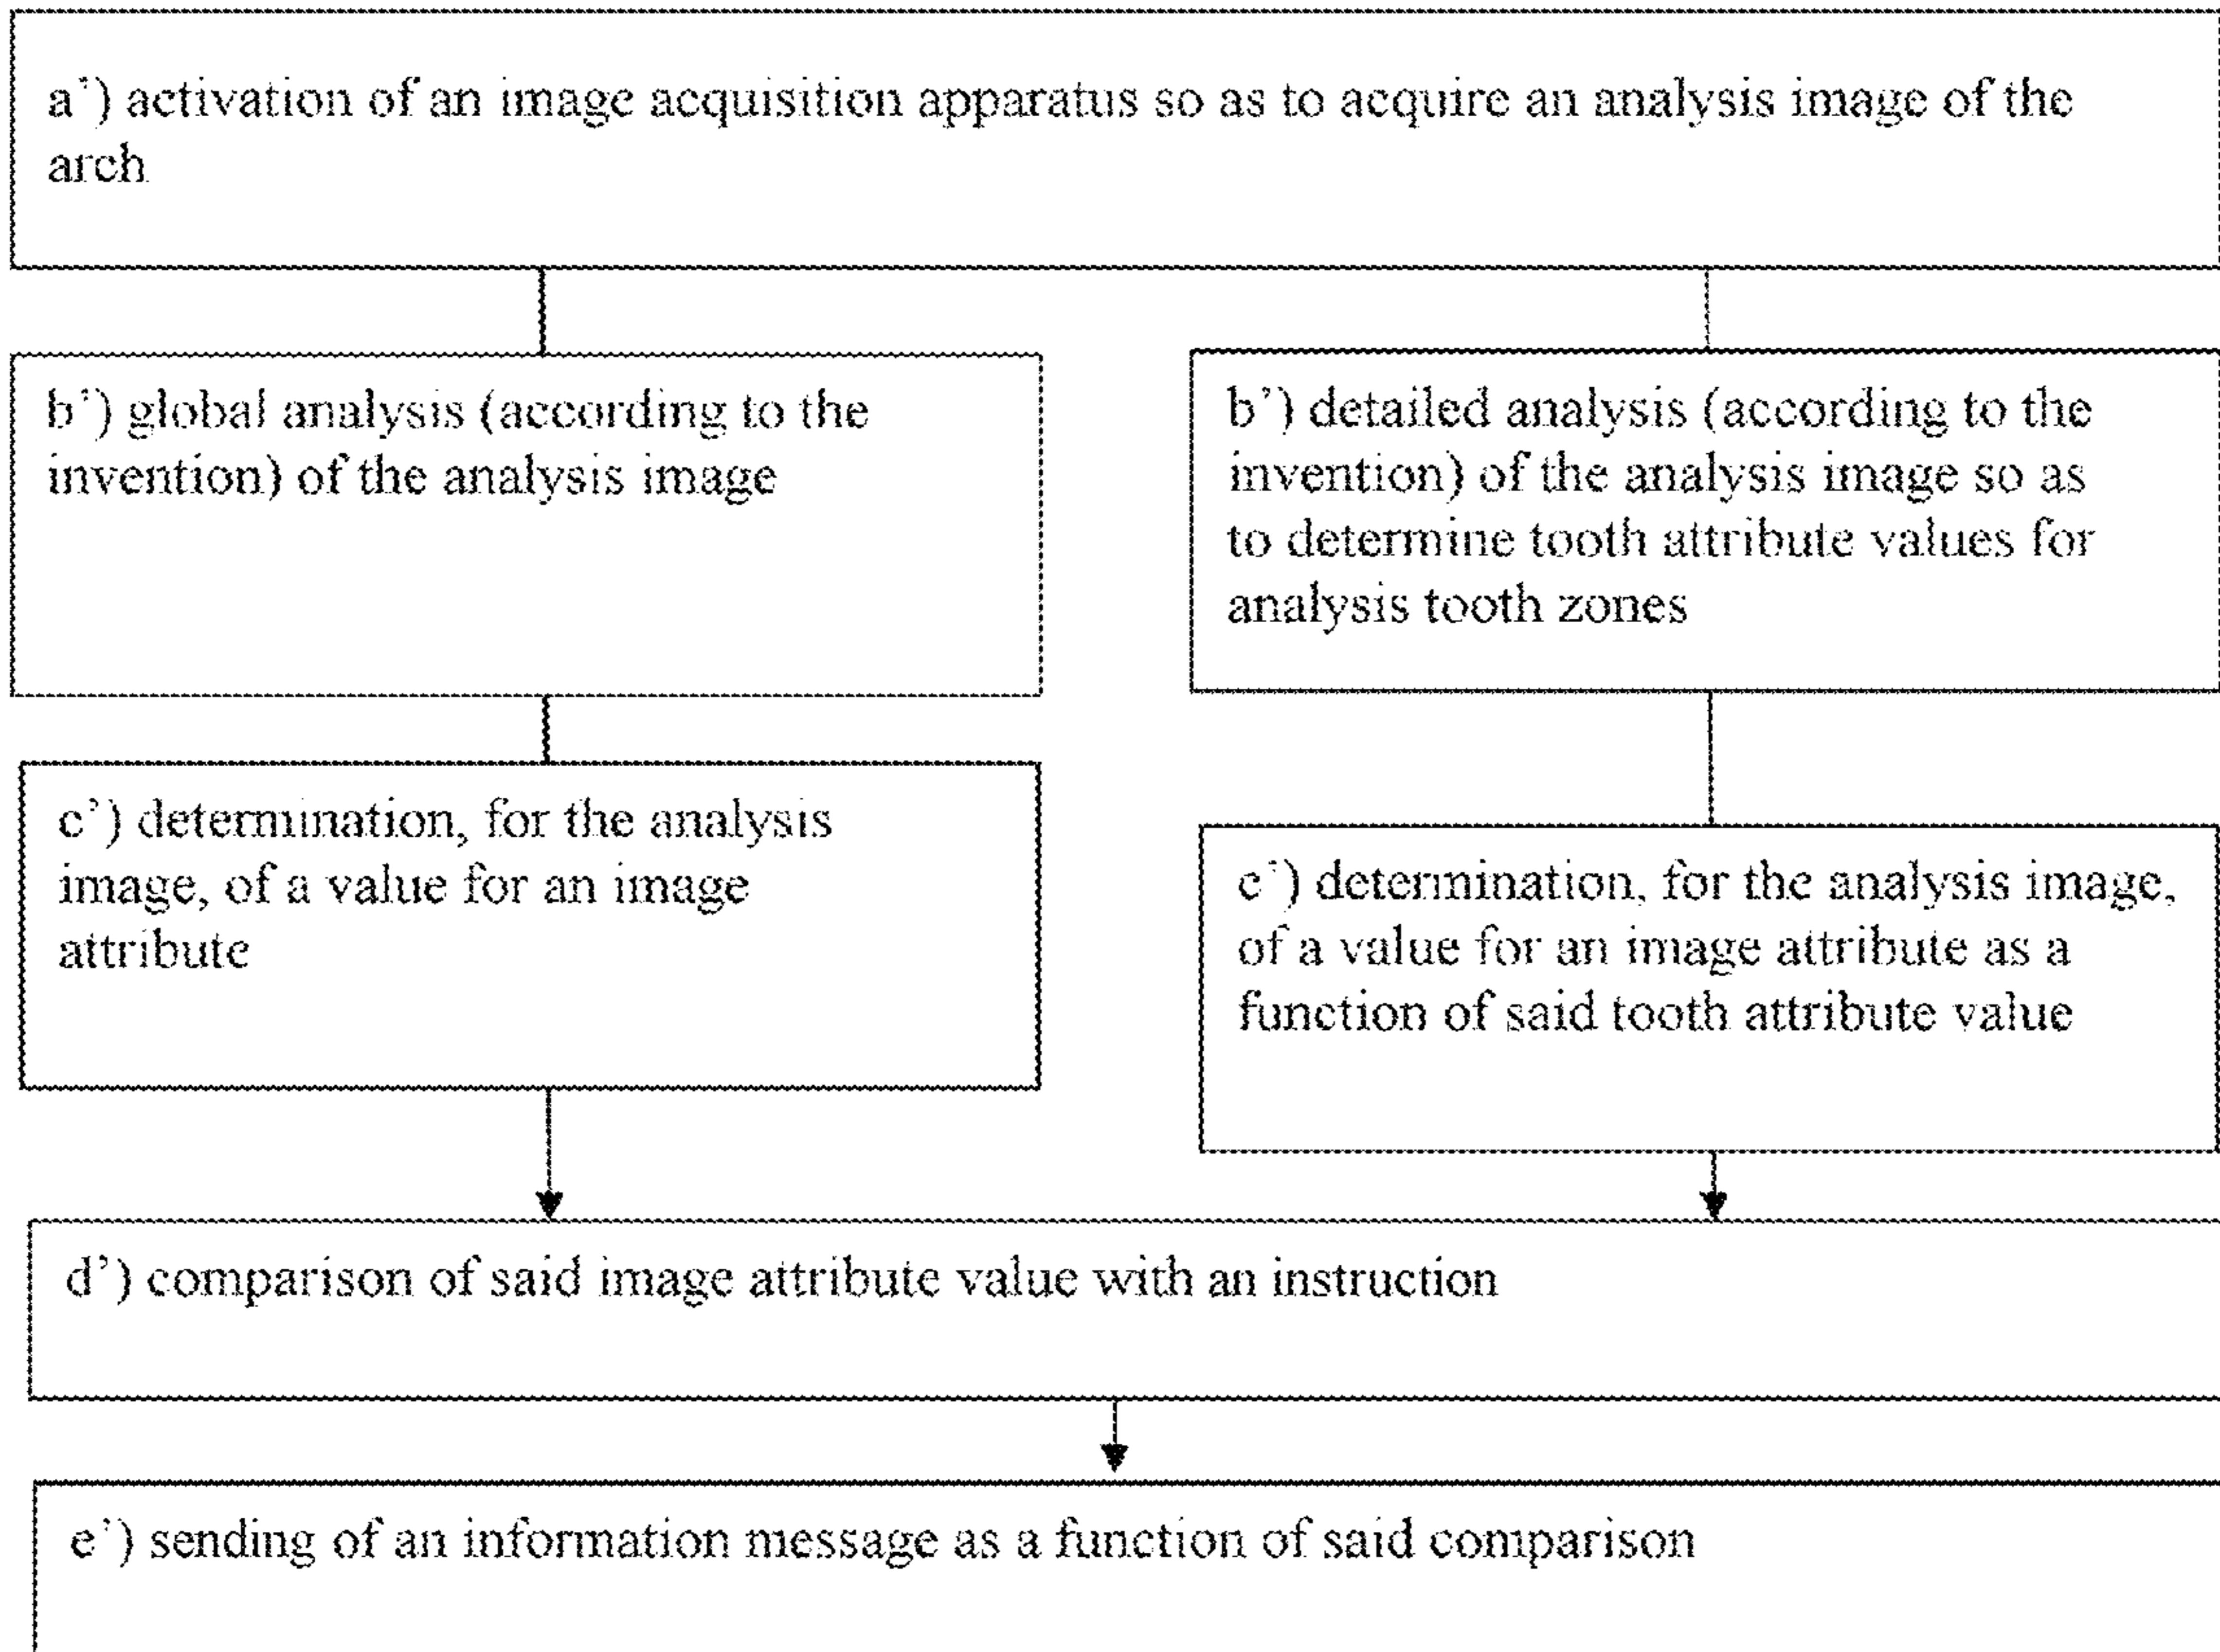 a’) activation of an image acquisition apparatus so as to acquire an analysis image of the
arch
b’) global analysis (according to the
invention) of the analysis image
b’) detailed analysis (according to the
invention) of the analysis image so as
to determine tooth attribute values for
analysis tooth zones
c’) determination, for the analysis
image, of a value for an image
attribute
c’) determination, for the analysis image,
of a value for an image attribute as a
function of said tooth attribute value
d’) comparison of said image attribute value with an instruction
e’) sending of an information message as a function of said comparison